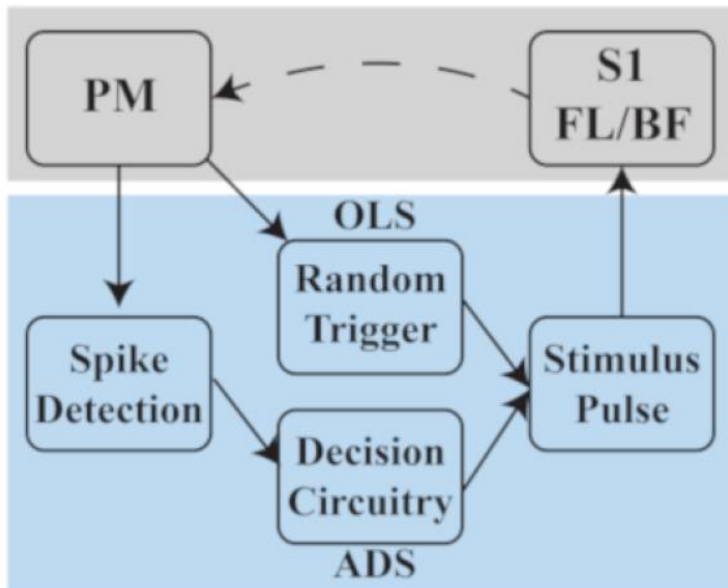 PM
S1
FL/BF
OLS
Random
Trigger
Spike
Detection
Stimulus
Pulse
Decision
Circuitry
ADS